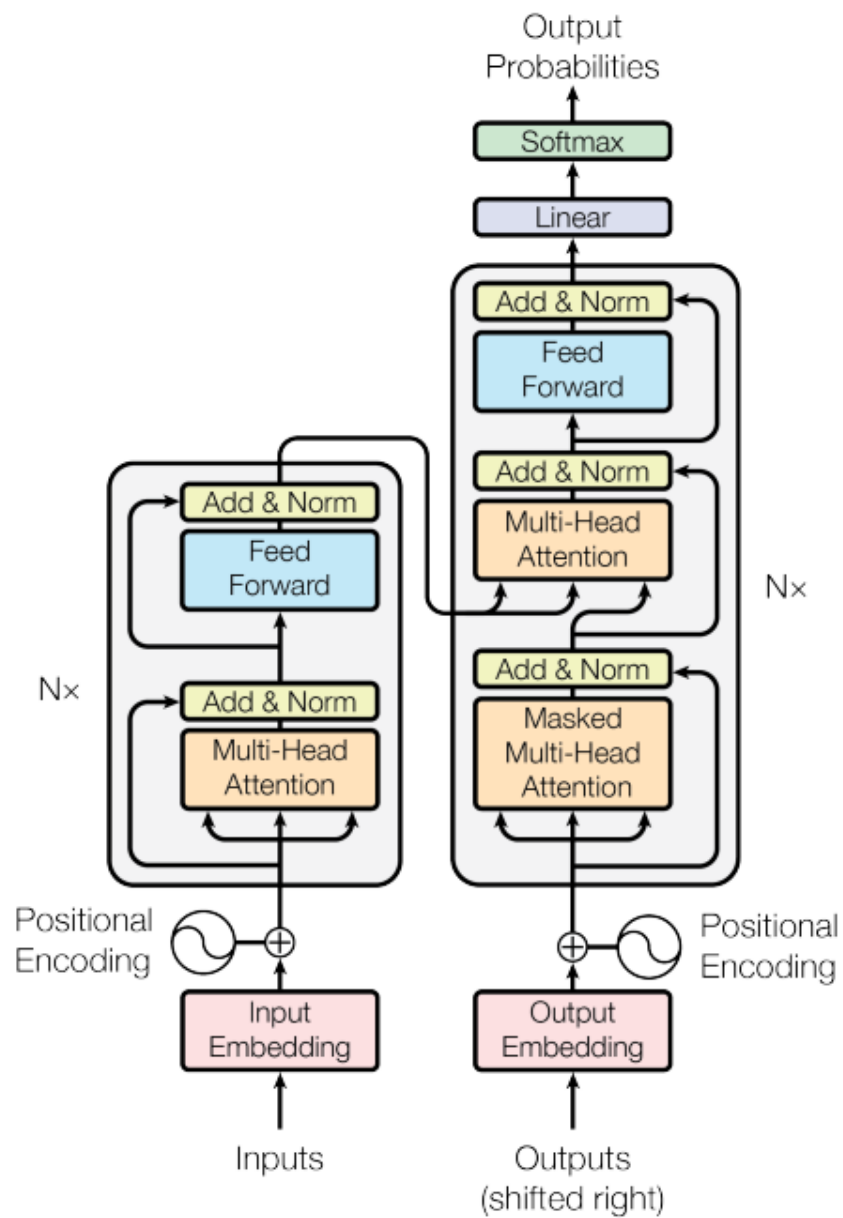 Output
Probabilities
Softmax
Linear
Add & Norm
Feed
Forward
Add & Norm
Multi-Head
Attention
Nx
Add & Norm
Masked
Multi-Head
Attention
Add & Norm
Feed
Forward
Nx
Add & Norm
Multi-Head
Attention
Positional
Encoding
Positional
Encoding
Input
Embedding
Output
Embedding
Inputs
Outputs
(shifted right)